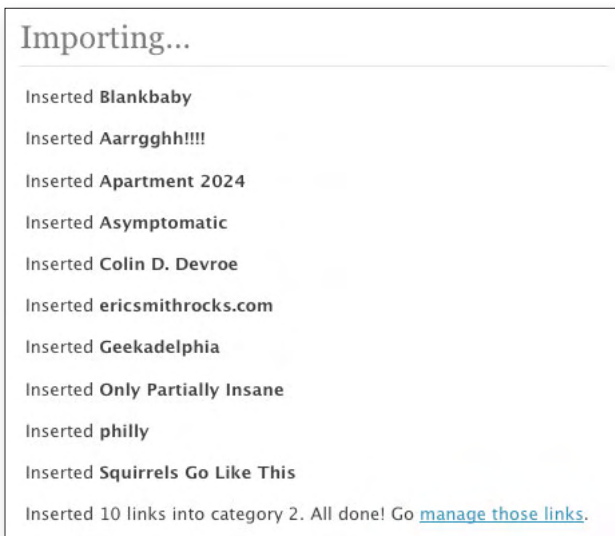 Importing...
Inserted Blankbaby
Inserted Aarrgghh!!!!
Inserted Apartment 2024
Inserted Asymptomatic
Inserted Colin D. Devroe
Inserted ericsmithrocks.com
Inserted Geekadelphia
Inserted Only Partially Insane
Inserted philly
Inserted Squirrels Go Like This
Inserted 10 links into category 2. All done! Go manage those links.